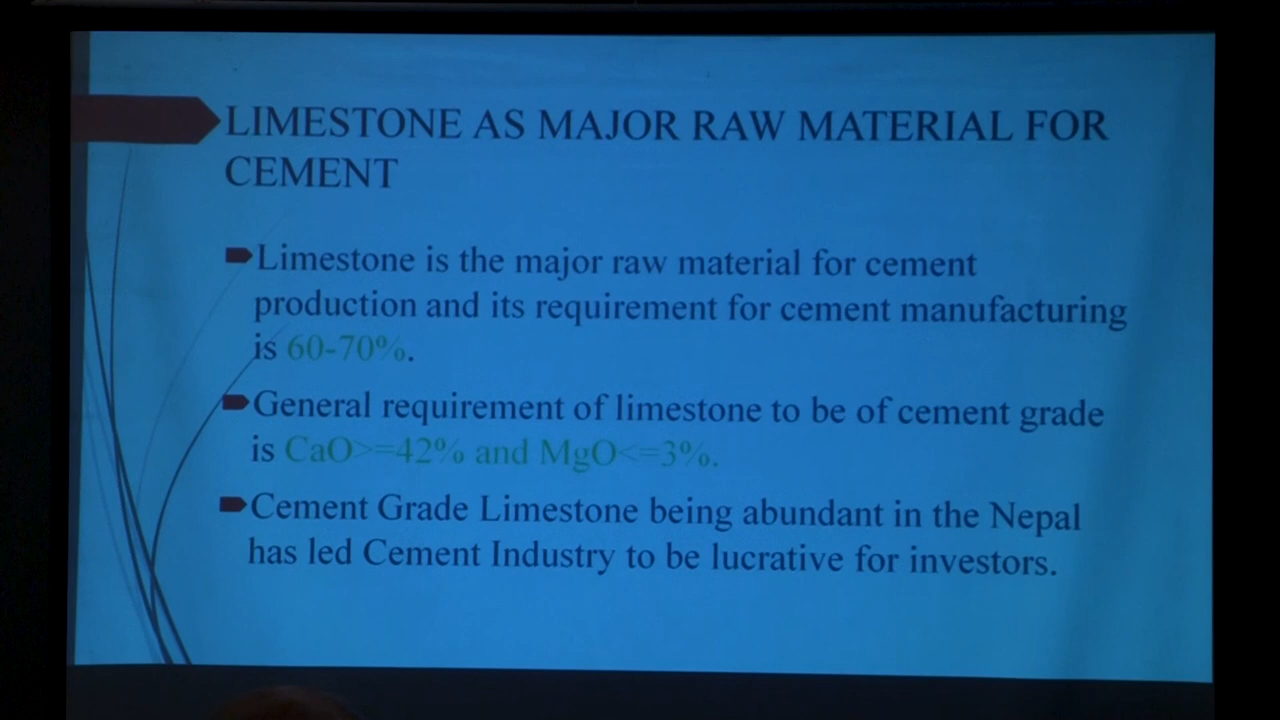 LIMESTONE AS MAJOR RAW MATERIAL FOR
CEMENT
Limestone is the major raw material for cement
production and its requirement for cement manufacturing
is 60-70%.
General requirement of limestone to be of cement grade
is CaO>=42% and MgO<=3%.
Cement Grade Limestone being abundant in the Nepal
has led Cement Industry to be lucrative for investors.